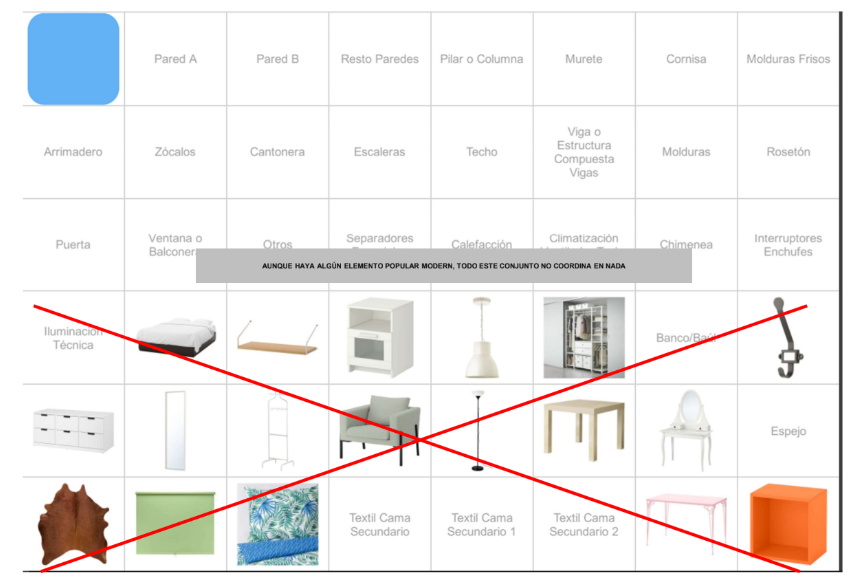 Pared A
Pared B
Resto Paredes
Pilar o Columna
Murete
Cornisa
Molduras Frisos
Arrimadero
Zócalos
Cantonera
Escaleras
Techo
Viga o
Estructura
Compuesta
Vigas
Molduras
Rosetón
Puerta
Ventana o
Balconer
Otros
Separadores
Calefacción
Climatización
Chimenea
Interruptores
Enchufes
AUNQUE HAYA ALGÚN ELEMENTO POPULAR MODERN, TODO ESTE CONJUNTO NO COORDINA EN NADA
Iluminación
Técnica
Banco/Baúl
Espejo
Textil Cama
Secundario
Textil Cama
Secundario 1
Textil Cama
Secundario 2